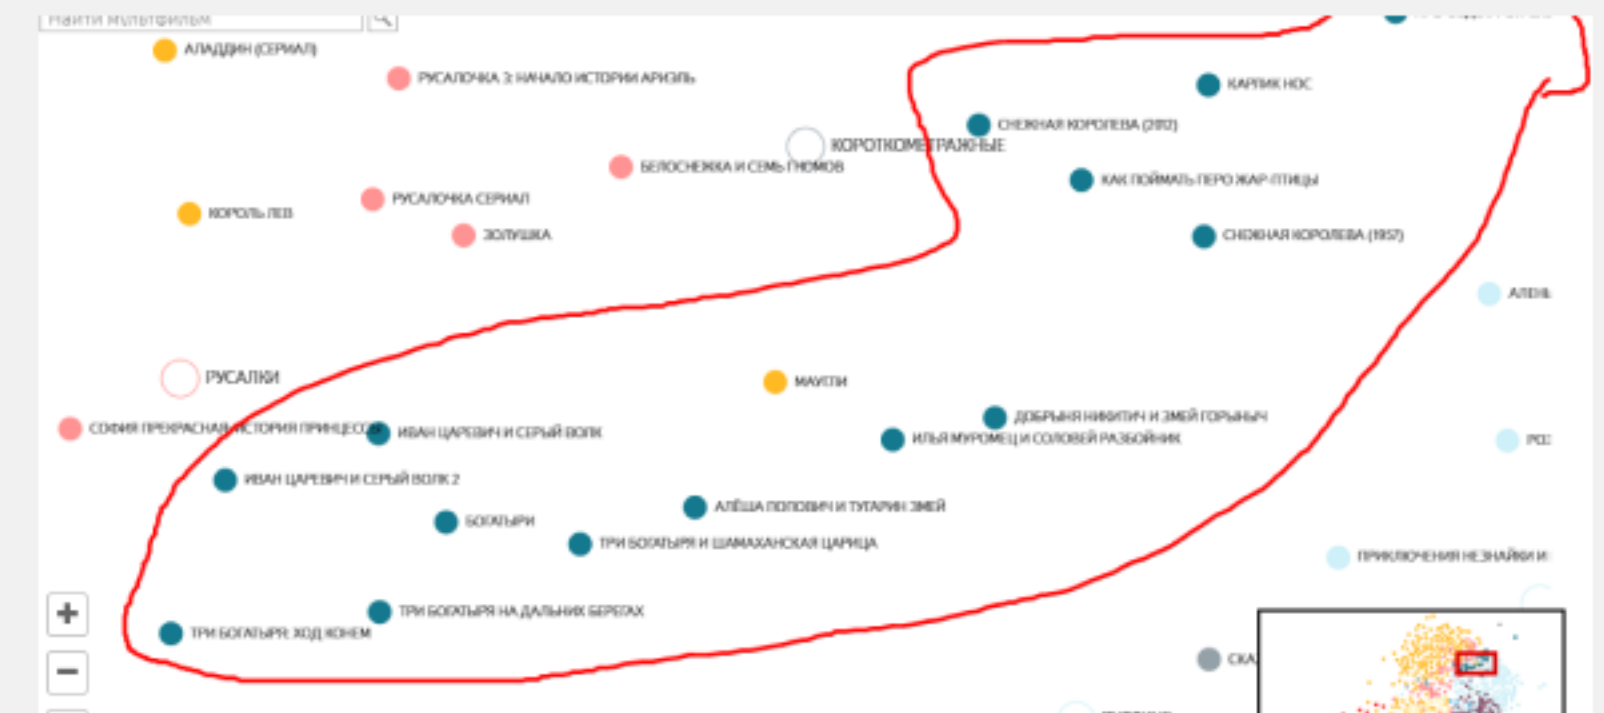 Найти мультфильм
АЛАДДИН (СЕРИАЛ)
РУСАЛОЧКА 3: НАЧАЛО ИСТОРИИ АРИЭЛЬ
КАРЛИК НОС
СНЕЖНАЯ КОРОЛЕВА (2012)
КОРОТКОМЕТРАЖНЫЕ
БЕЛОСНЕЖКА И СЕМЬ ГНОМОВ
КАК ПОЙМАТЬ ПЕРО ЖАР-ПТИЦЫ
РУСАЛОЧКА СЕРИАЛ
КОРОЛЬ ЛЕВ
ЗОЛУШКА
СНЕЖНАЯ КОРОЛЕВА (1957)
РУСАЛКИ
МАУГЛИ
ДОБРЫНЯ НИКИТИЧ И ЗМЕЙ ГОРЫНЫЧ
СОФИЯ ПРЕКРАСНАЯ: ИСТОРИЯ ПРИНЦЕССЫ
ИВАН ЦАРЕВИЧ И СЕРЫЙ ВОЛК
ИЛЬЯ МУРОМЕЦ И СОЛОВЕЙ РАЗБОЙНИК
ИВАН ЦАРЕВИЧ И СЕРЫЙ ВОЛК 2
АЛЁША ПОПОВИЧ И ТУГАРИН ЗМЕЙ
БОГАТЫРИ
ТРИ БОГАТЫРЯ И ШАМАХАНСКАЯ ЦАРИЦА
ПРИКЛЮЧЕНИЯ НЕЗНАЙКИ И
ТРИ БОГАТЫРЯ НА ДАЛЬНИХ БЕРЕГАХ
ТРИ БОГАТЫРЯ: ХОД КОНЕМ
СКА